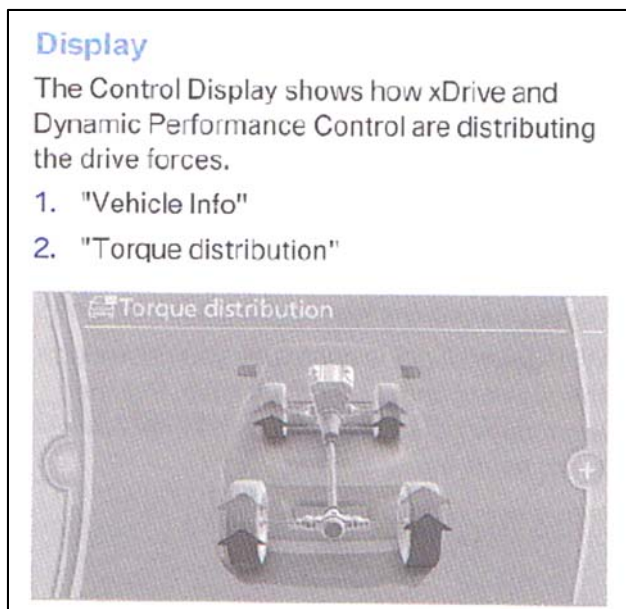 Display
The Control Display shows how xDrive and
Dynamic Performance Control are distributing
the drive forces.
1. "Vehicle Info"
2. "Torque distribution"
Torque distribution